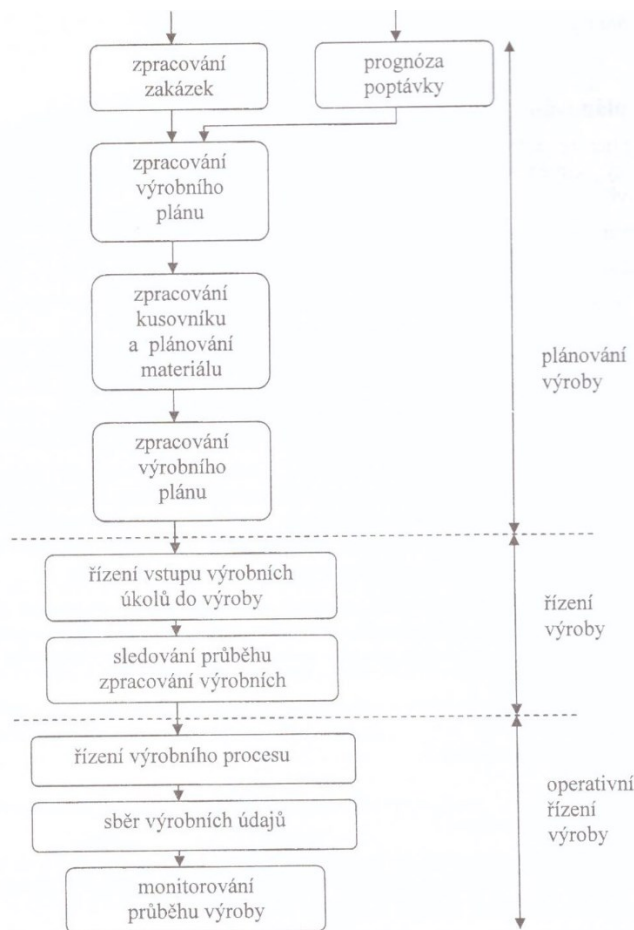 zpracování
zakázek
prognóza
poptávky
zpracování
výrobního
plánu
zpracování
kusovníku
a plánování
materiálu
plánování
výroby
zpracování
výrobního
plánu
řízení vstupu výrobních
úkolů do výroby
řízení
výroby
sledování průběhu
zpracování výrobních
řízení výrobního procesu
operativní
řízení
výroby
sběr výrobních údajů
monitorování
průběhu výroby